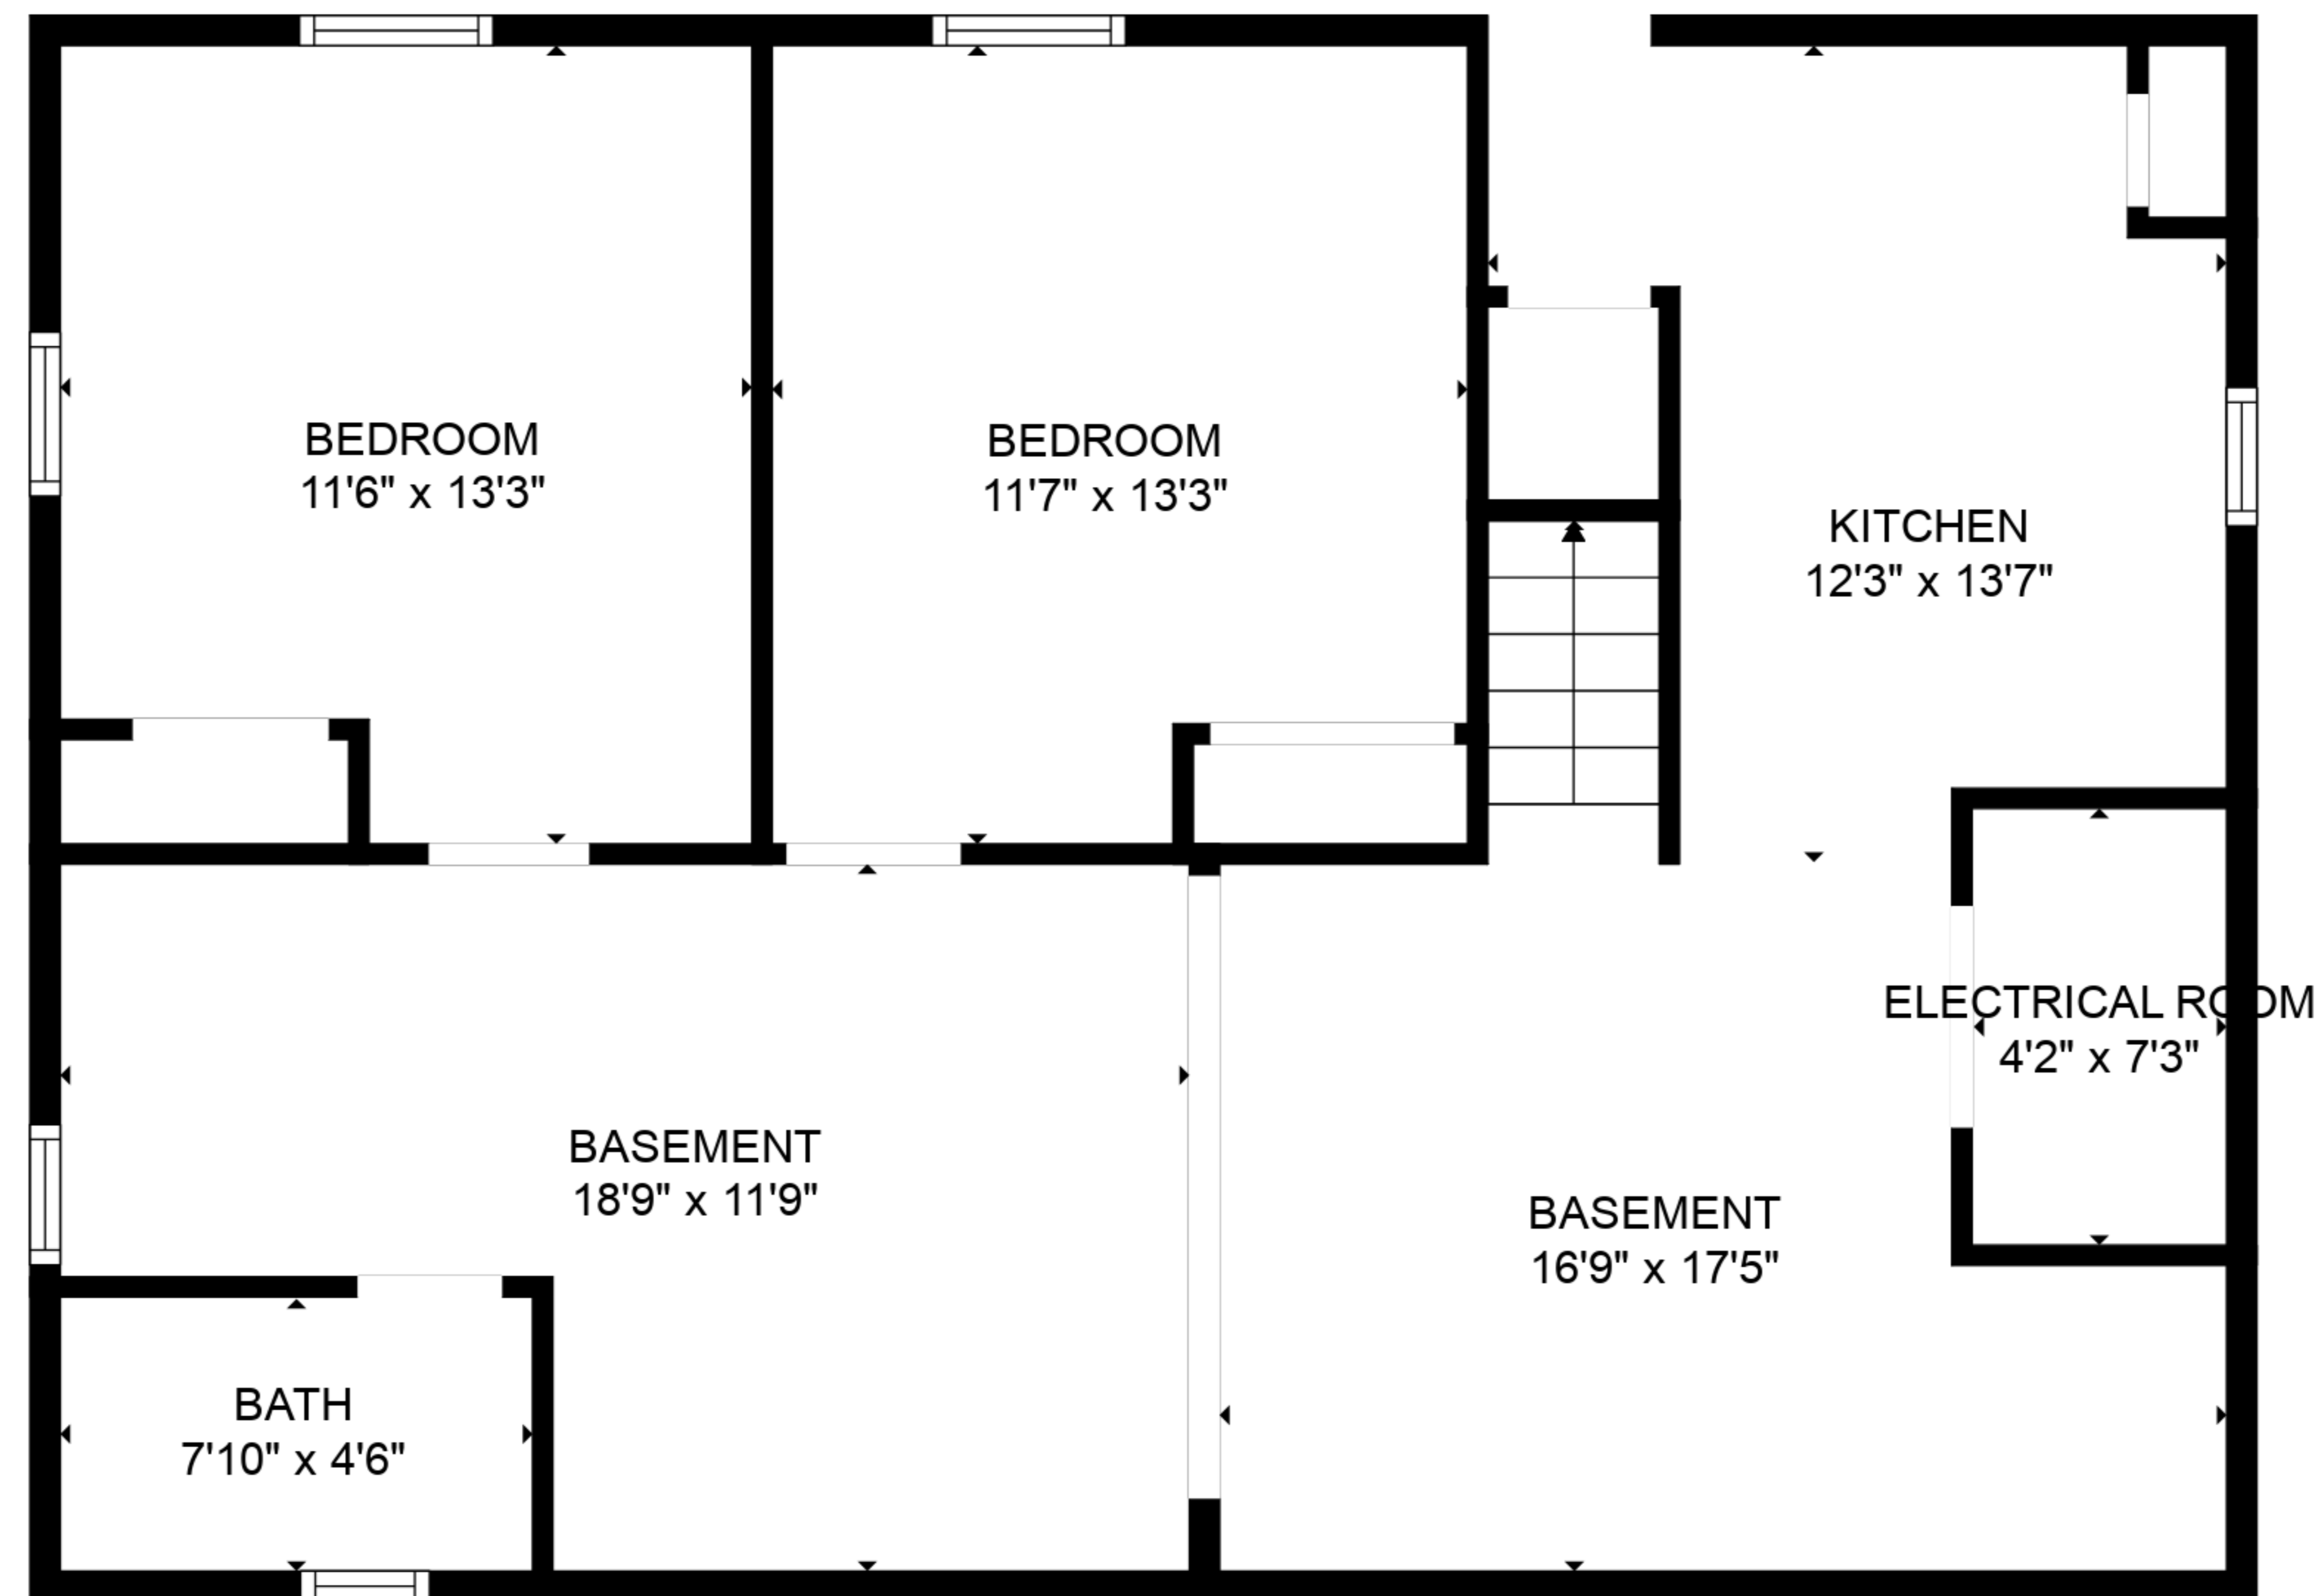 BEDROOM
11'6" x 13'3"
BEDROOM
11'7" x 13'3"
KITCHEN
12'3" x 13'7"
ELECTRICAL ROOM
4'2" x 7'3"
BASEMENT
18'9" x 11'9"
BASEMENT
16'9" x 17'5"
BATH
7'10" x 4'6"